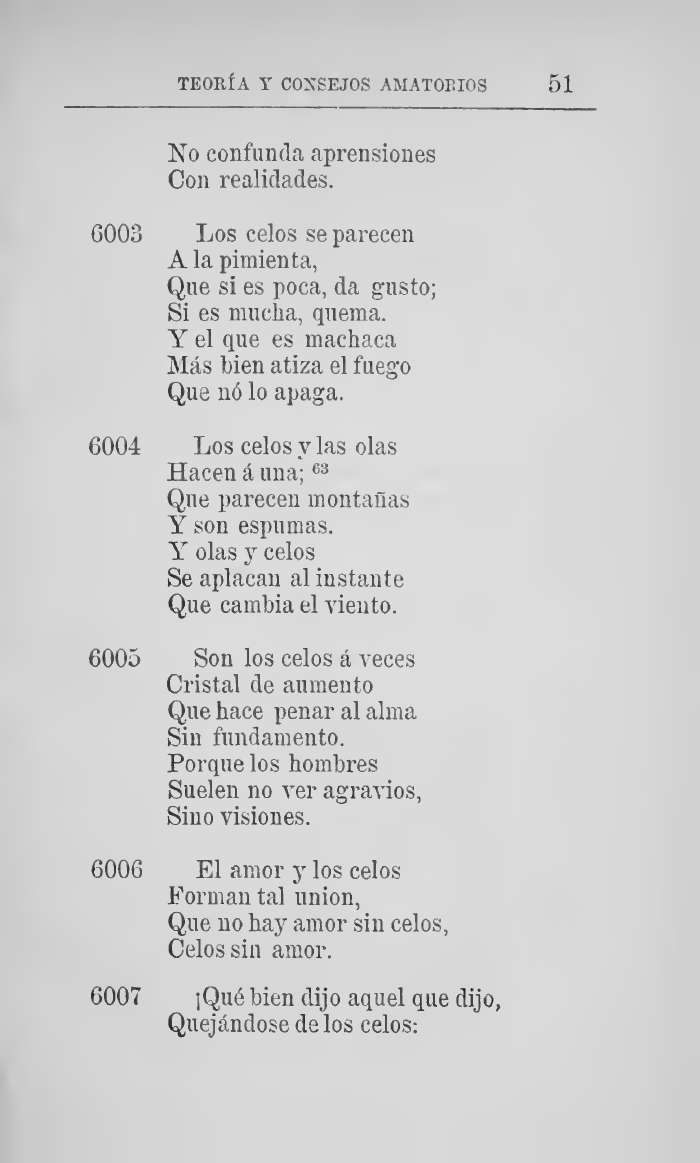 TEORÍA Y CONSEJOS AMATORIOS 51
No confunda aprensiones
Con realidades.
6003 Los celos se parecen
A la pimienta,
Que si es poca, da gusto;
Si es mucha, quema.
Y el que es machaca
Más bien atiza el fuego
Que nó lo apaga.
6004 Los celos y las olas
Hacen á una; 63
Que parecen montañas
Y son espumas.
Y olas y celos
Se aplacan al instante
Que cambia el viento.
6005 Son los celos á veces
Cristal de aumento
Que hace penar al alma
Sin fundamento.
Porque los hombres
Suelen no ver agravios,
Sino visiones.
6006 El amor y los celos
Forman tal union,
Que no hay amor sin celos,
Celos sin amor.
6007 ¡Qué bien dijo aquel que dijo,
Quejándose de los celos: